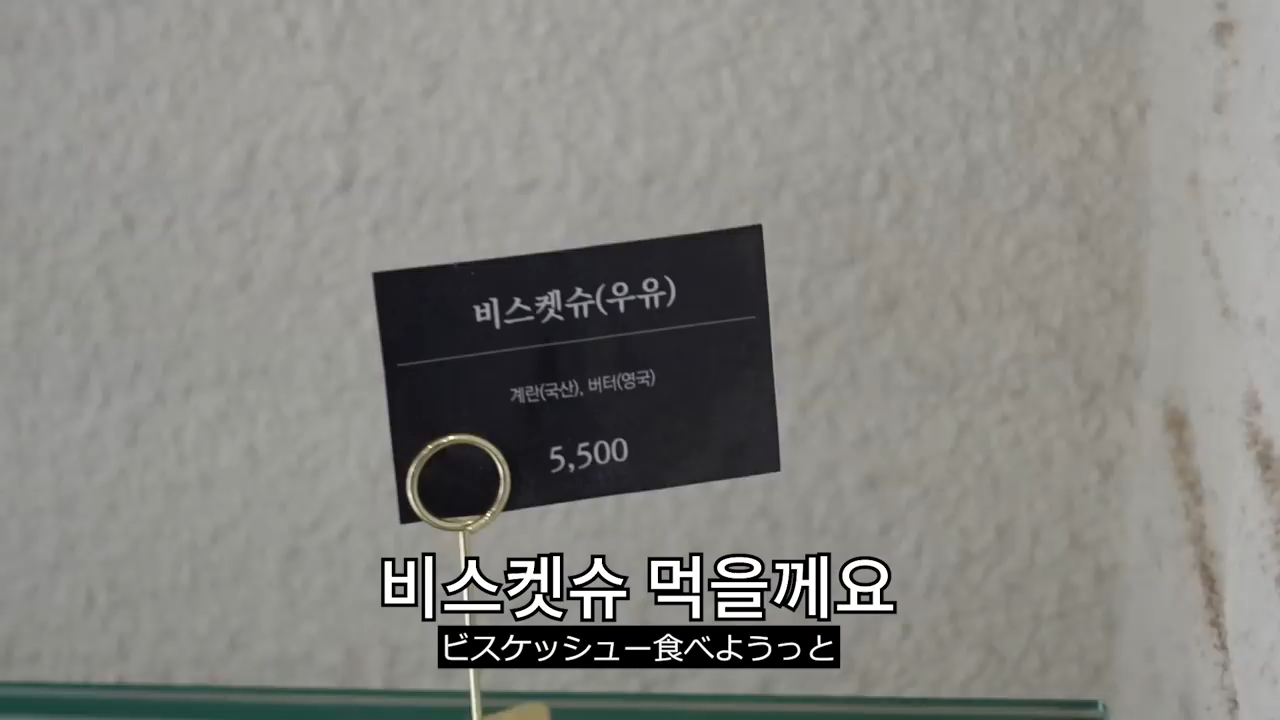 비스켓슈(우유)
계란(국산), 버터(영국)
5,500
비스켓슈 먹을께요
ビスケッシュー食べようっと